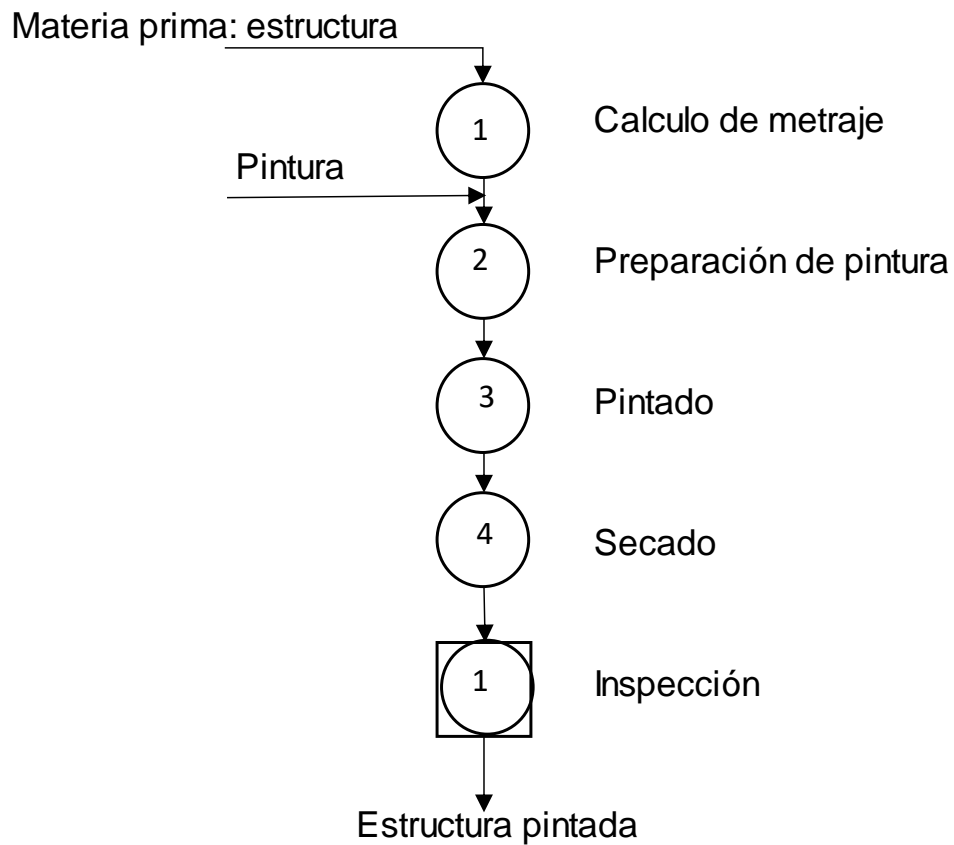 Materia prima: estructura
1
Calculo de metraje
Pintura
2
Preparación de pintura
3
Pintado
4
Secado
1
Inspección
Estructura pintada